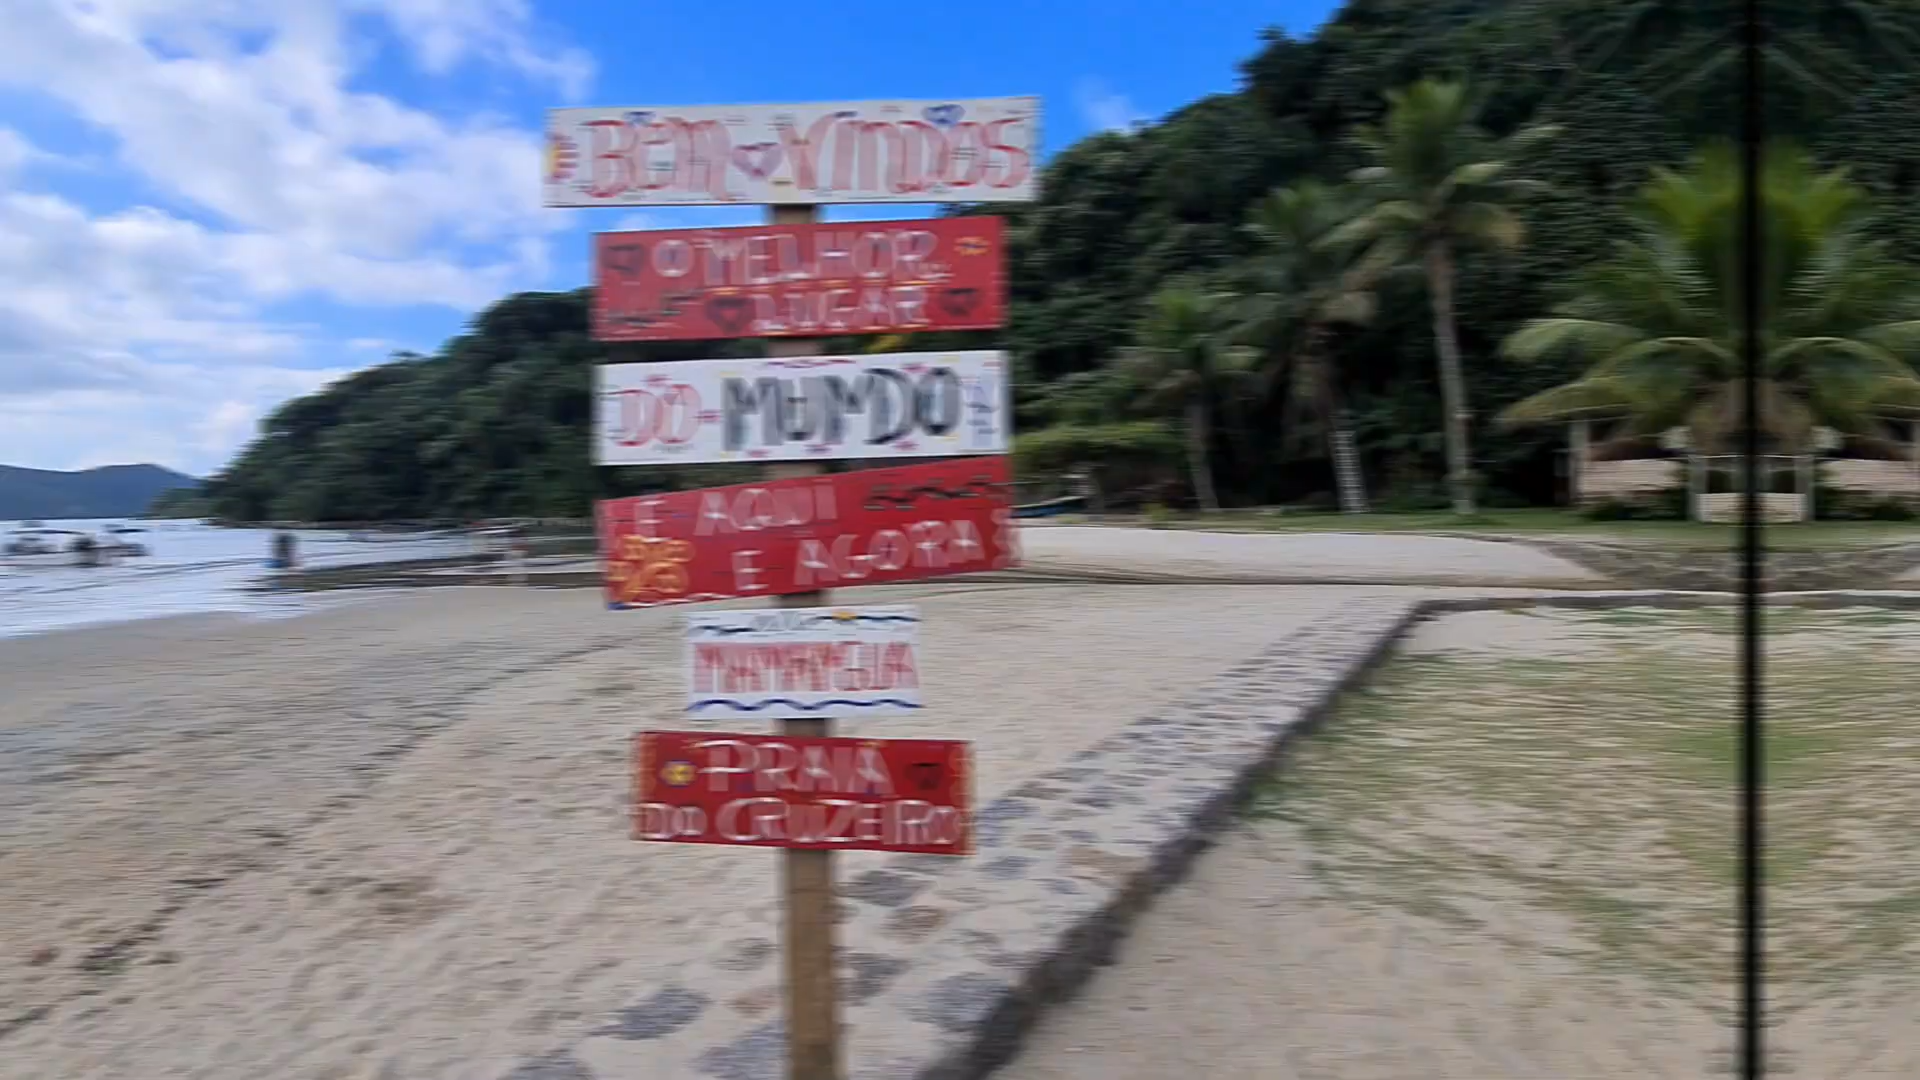 BEM VINDOS
O MELHOR
LUGAR
DO MUNDO
E AQUI
E AGORA
PRAIA
DO CRUZEIRO